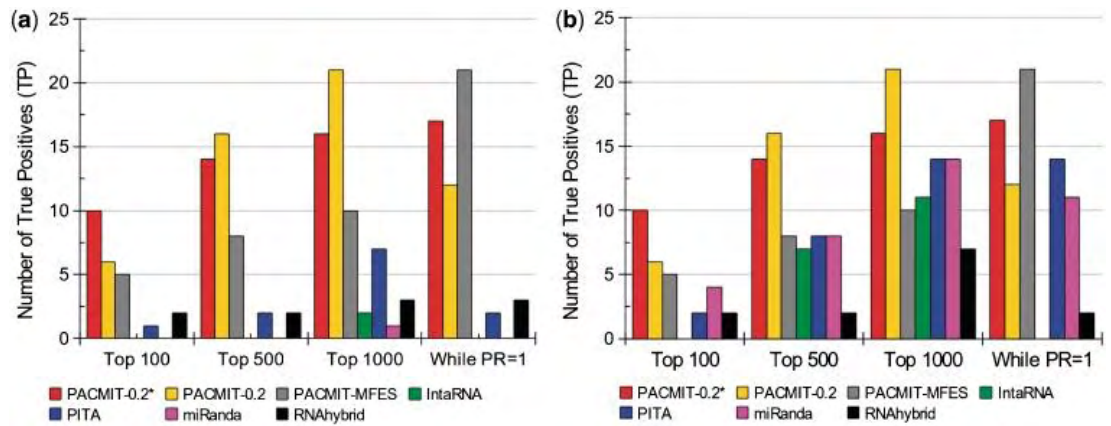 (a)
Number of True Positives (TP)
25
20
15
10
5
0
Top 100 Top 500 Top 1000 While PR=1
PACMIT-0.2* PACMIT-0.2 PACMIT-MFES IntaRNA
PITA miRanda RNAhybrid
(b)
Number of True Positives (TP)
25
20
15
10
5
0
Top 100 Top 500 Top 1000 While PR=1
PACMIT-0.2* PACMIT-0.2 PACMIT-MFES IntaRNA
PITA miRanda RNAhybrid